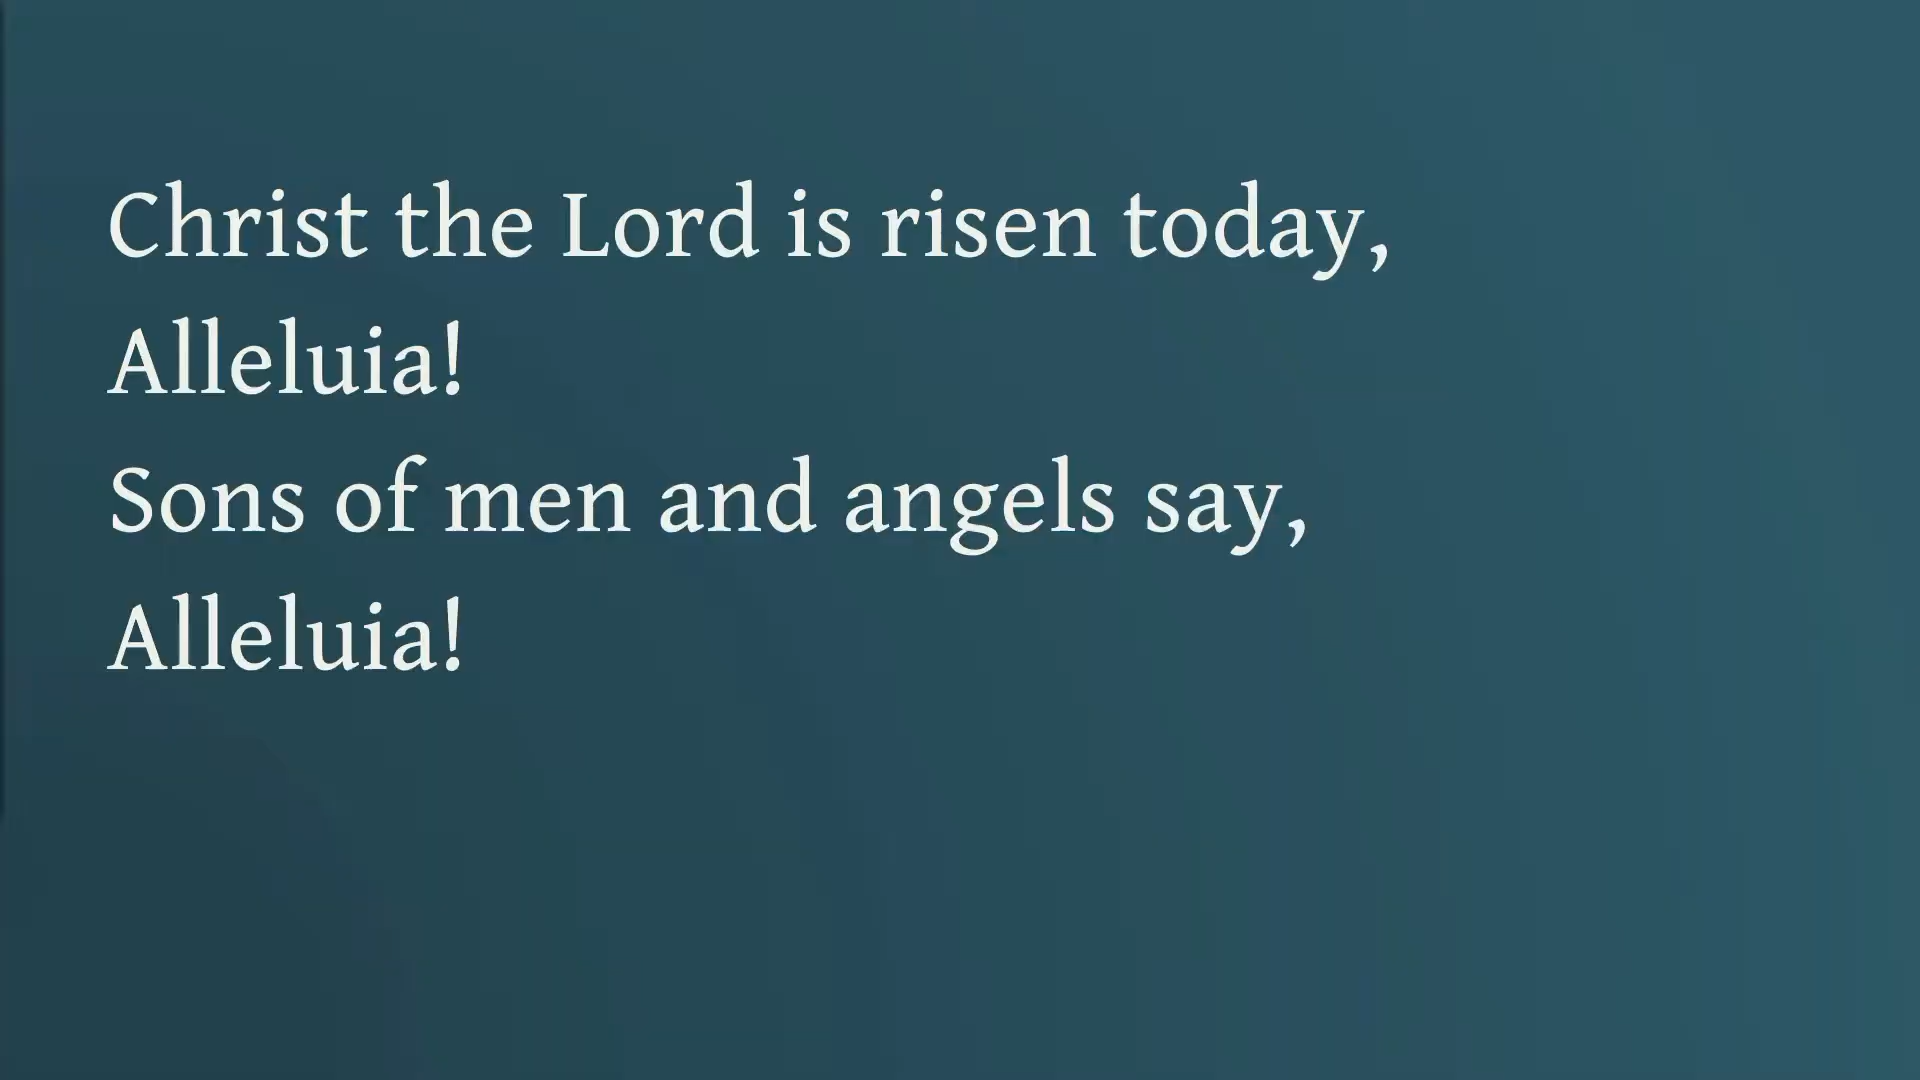 Christ the Lord is risen today,
Alleluia!
Sons of men and angels say,
Alleluia!